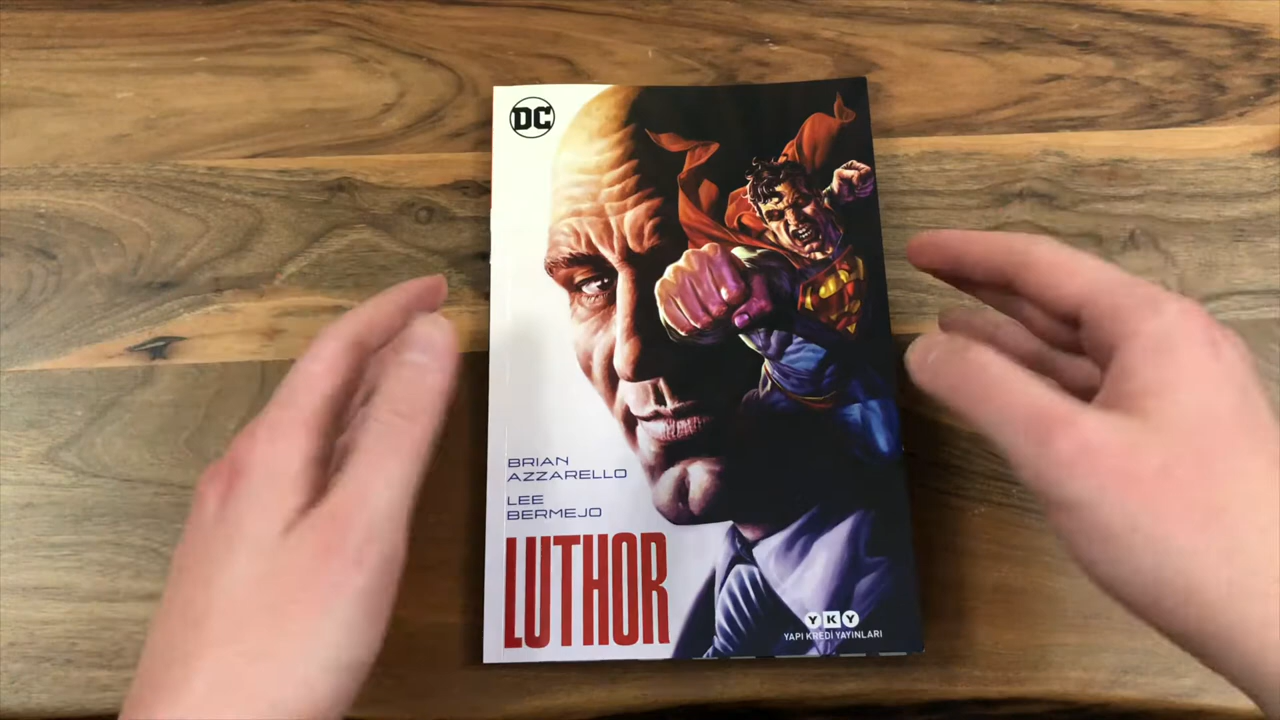 DC
BRIAN
AZZARELLO
LEE
BERMEJO
LUTHOR
YKY
YAPI KREDİ YAYINLARI